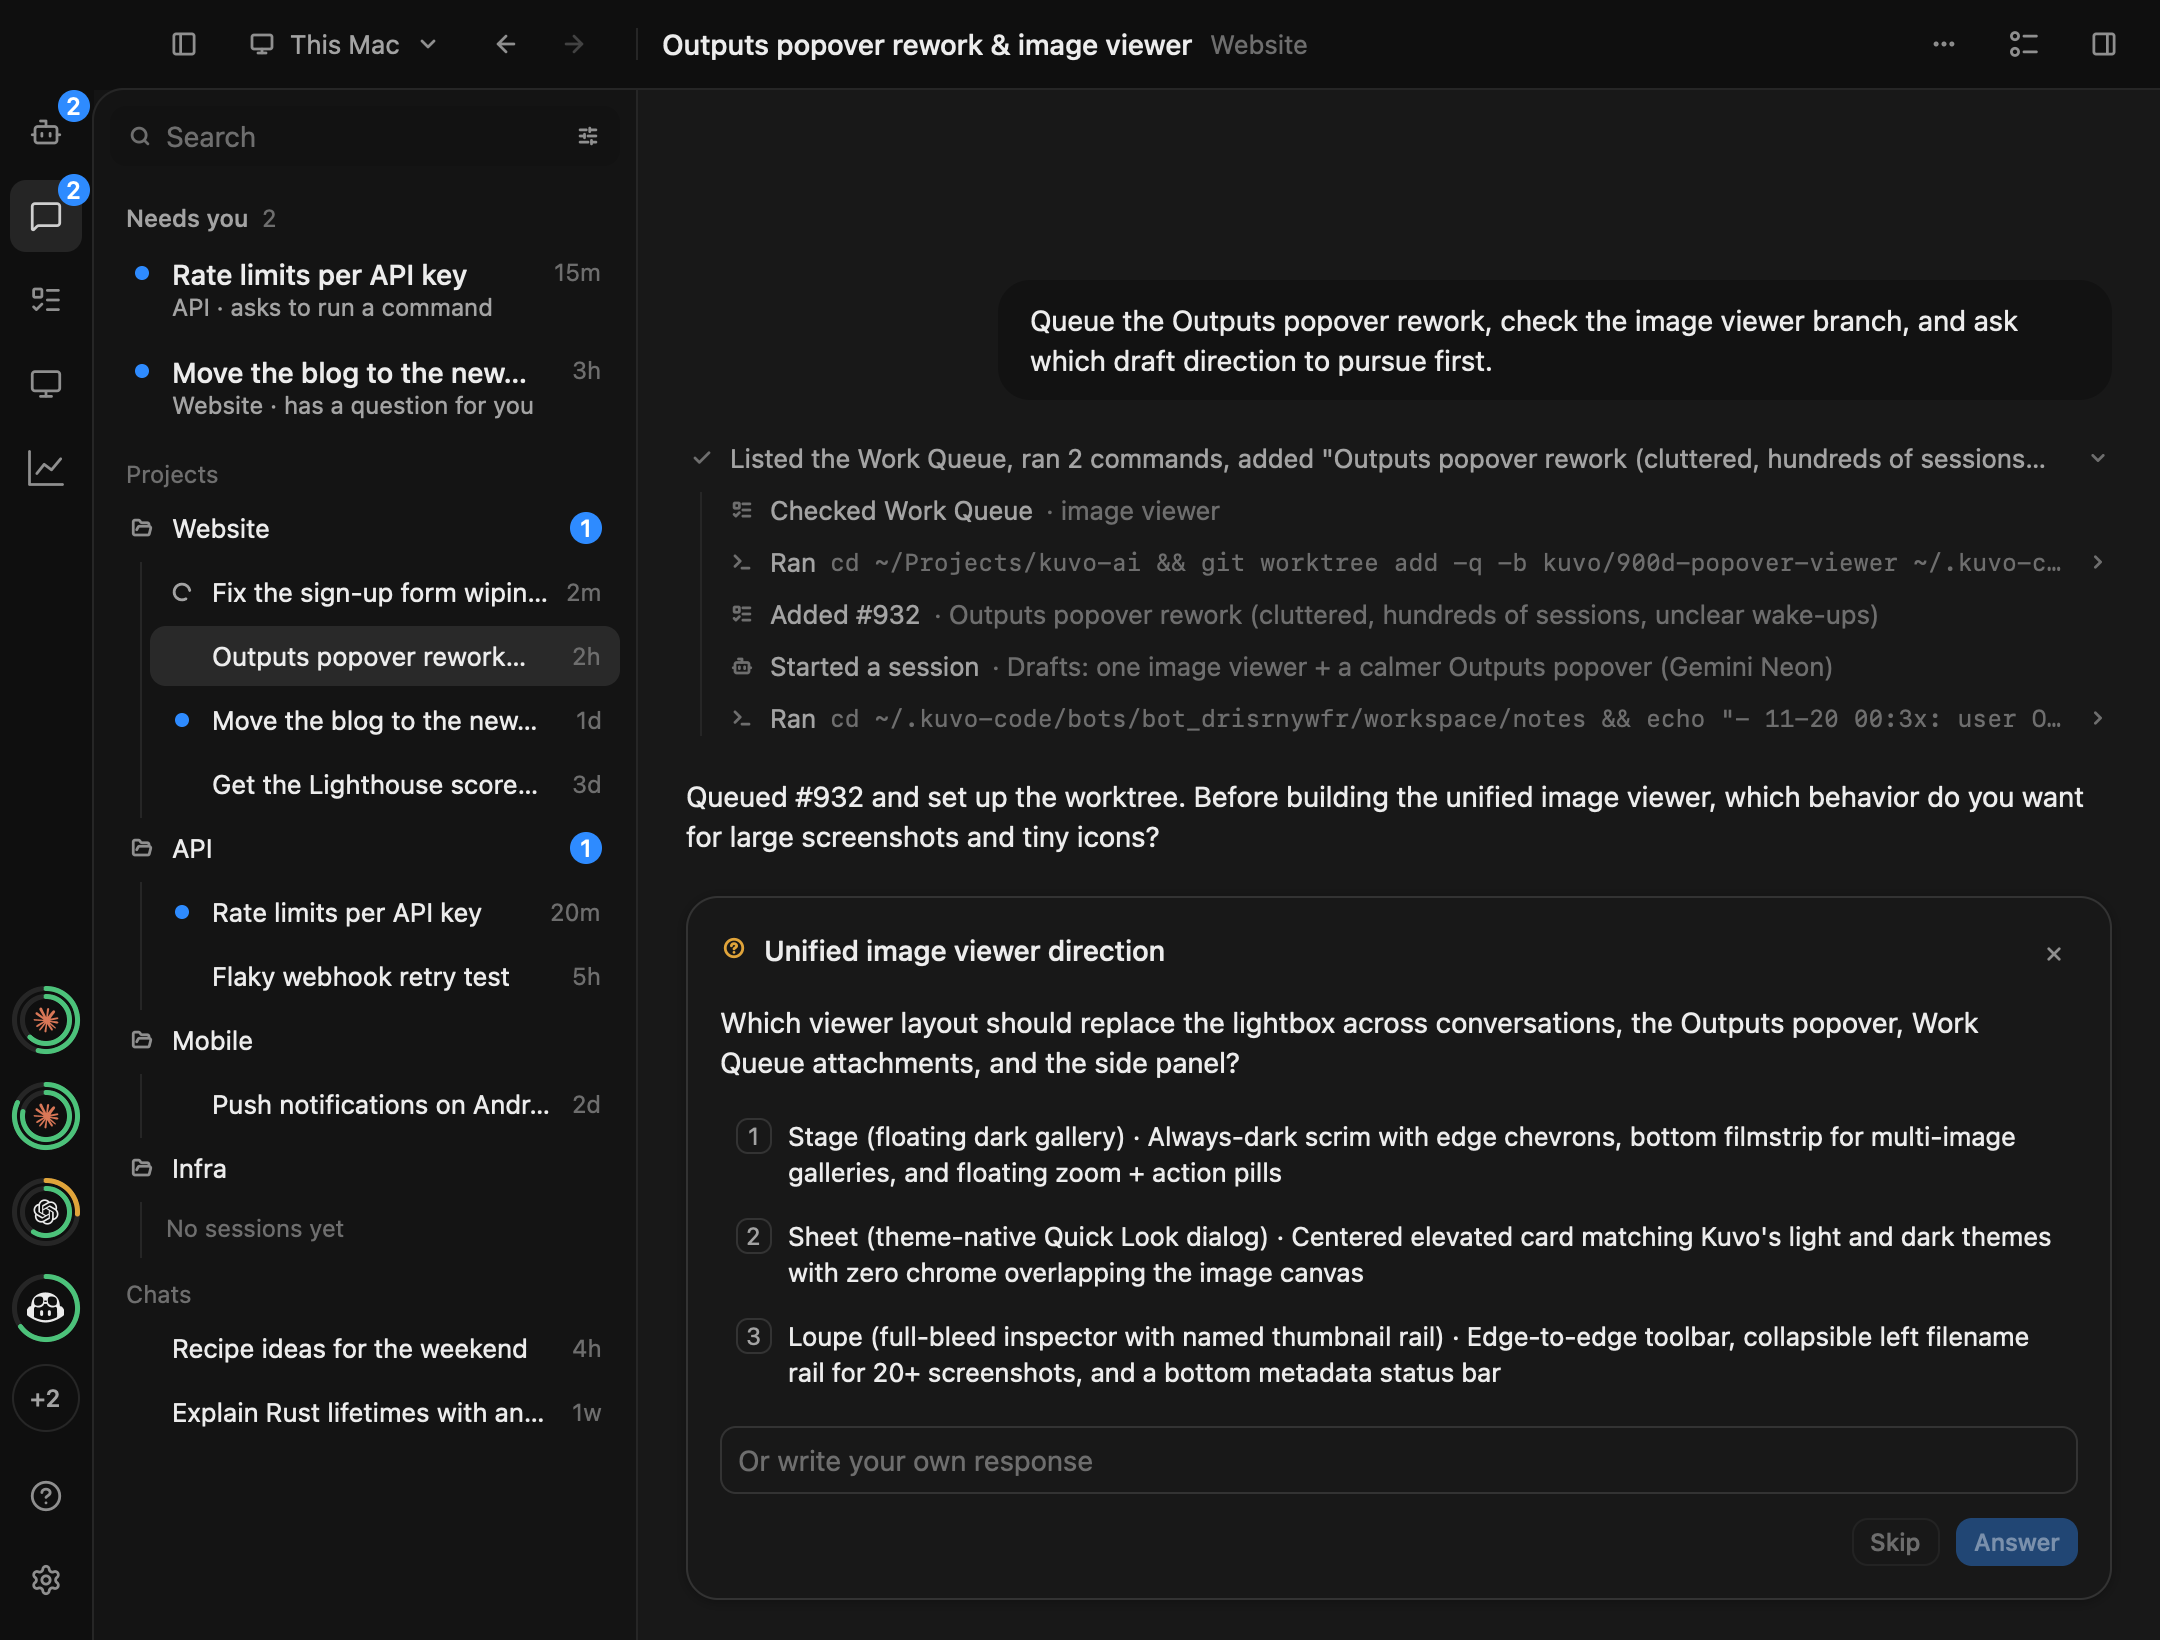 This Mac
Outputs popover rework & image viewer Website
2
2
Search
Needs you 2
Rate limits per API key 15m
API · asks to run a command
Move the blog to the new... 3h
Website · has a question for you
Projects
Website 1
Fix the sign-up form wipin... 2m
Outputs popover rework... 2h
Move the blog to the new... 1d
Get the Lighthouse score... 3d
API 1
Rate limits per API key 20m
Flaky webhook retry test 5h
Mobile
Push notifications on Andr... 2d
Infra
No sessions yet
Chats
Recipe ideas for the weekend 4h
Explain Rust lifetimes with an... 1w
+2
Queue the Outputs popover rework, check the image viewer branch, and ask
which draft direction to pursue first.
Listed the Work Queue, ran 2 commands, added "Outputs popover rework (cluttered, hundreds of sessions...
Checked Work Queue · image viewer
Ran cd ~/Projects/kuvo-ai && git worktree add -q -b kuvo/900d-popover-viewer ~/.kuvo-c...
Added #932 · Outputs popover rework (cluttered, hundreds of sessions, unclear wake-ups)
Started a session · Drafts: one image viewer + a calmer Outputs popover (Gemini Neon)
Ran cd ~/.kuvo-code/bots/bot_drisrnywfr/workspace/notes && echo "- 11-20 00:3x: user O...
Queued #932 and set up the worktree. Before building the unified image viewer, which behavior do you want
for large screenshots and tiny icons?
Unified image viewer direction
Which viewer layout should replace the lightbox across conversations, the Outputs popover, Work
Queue attachments, and the side panel?
1 Stage (floating dark gallery) · Always-dark scrim with edge chevrons, bottom filmstrip for multi-image
galleries, and floating zoom + action pills
2 Sheet (theme-native Quick Look dialog) · Centered elevated card matching Kuvo's light and dark themes
with zero chrome overlapping the image canvas
3 Loupe (full-bleed inspector with named thumbnail rail) · Edge-to-edge toolbar, collapsible left filename
rail for 20+ screenshots, and a bottom metadata status bar
Or write your own response
Skip Answer